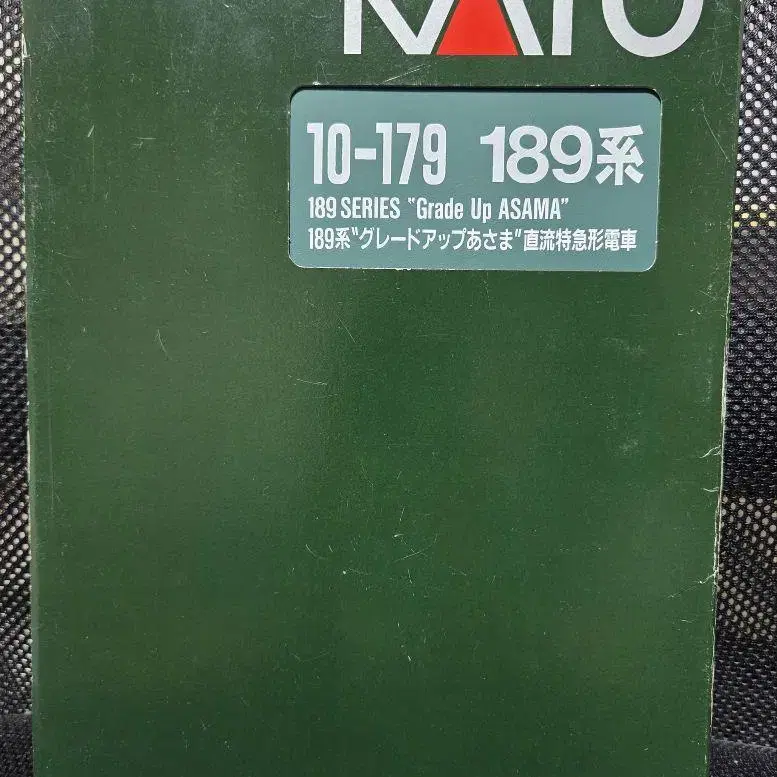 KATO
10-179 189系
189 SERIES "Grade Up ASAMA"
189系"グレードアップあさま"直流特急形電車